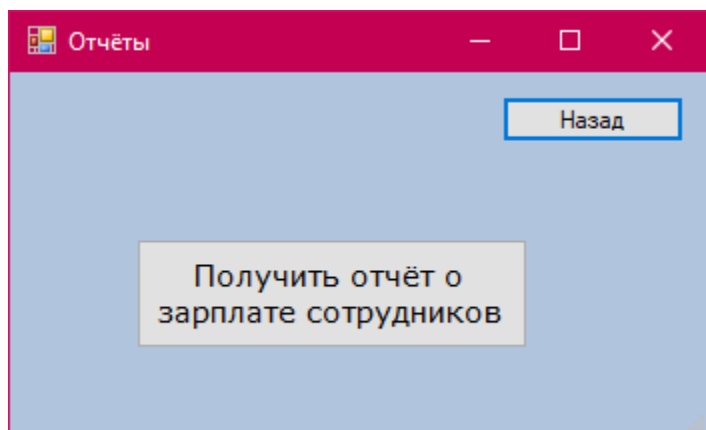 Отчёты
Назад
Получить отчёт о
зарплате сотрудников